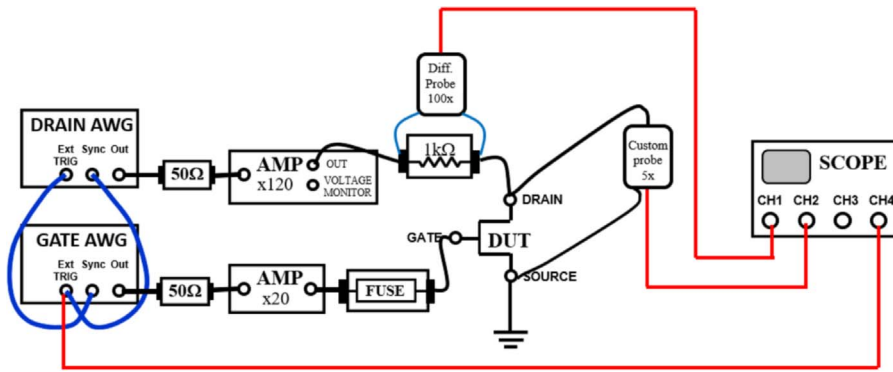 Diff.
Probe
100x
DRAIN AWG
Ext
TRIG
Sync
Out
50Ω
AMP
x120
OUT
VOLTAGE
MONITOR
1kΩ
Custom
probe
5x
SCOPE
CH1
CH2
CH3
CH4
DRAIN
GATE
DUT
SOURCE
GATE AWG
Ext
TRIG
Sync
Out
50Ω
AMP
x20
FUSE